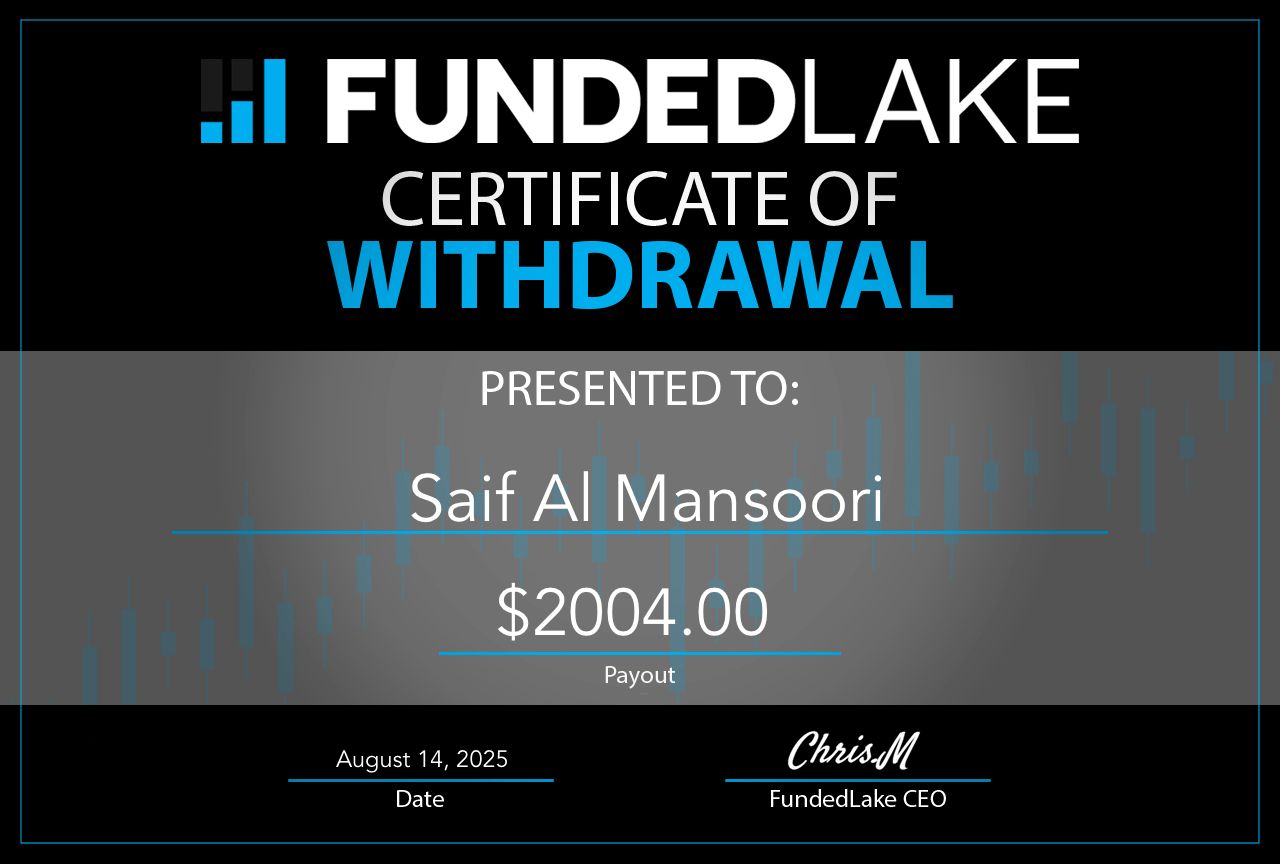 FUNDEDLAKE
CERTIFICATE OF
WITHDRAWAL
PRESENTED TO:
Saif Al Mansoori
$2004.00
Payout
August 14, 2025
Chris.M
Date
FundedLake CEO